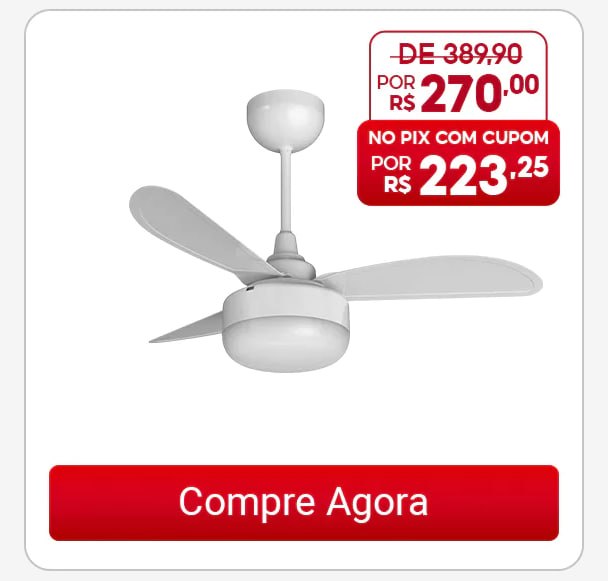 DE 389,90
POR R$ 270,00
NO PIX COM CUPOM
POR R$ 223,25
Compre Agora